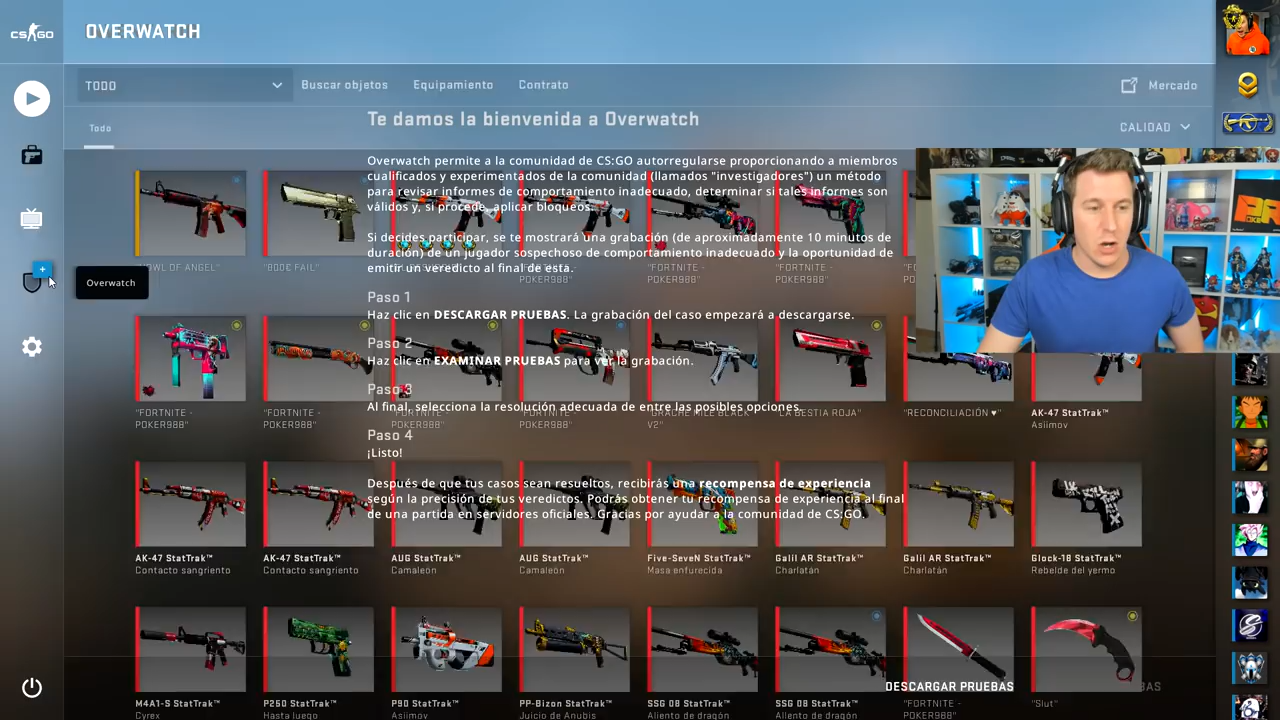 CS:GO
OVERWATCH
TODO
Buscar objetos
Equipamiento
Contrato
Mercado
Todo
CALIDAD
Te damos la bienvenida a Overwatch
Overwatch permite a la comunidad de CS:GO autorregularse proporcionando a miembros
cualificados y experimentados de la comunidad (llamados "investigadores") un método
para revisar informes de comportamiento inadecuado, determinar si tales informes son
válidos y, si procede, aplicar bloqueos.
Si decides participar, se te mostrará una grabación (de aproximadamente 10 minutos de
duración) de un jugador sospechoso de comportamiento inadecuado y la oportunidad de
emitir un veredicto al final de esta.
Overwatch
"FORTNITE -
POKER988"
"FORTNITE -
POKER988"
Paso 1
Haz clic en DESCARGAR PRUEBAS. La grabación del caso empezará a descargarse.
Paso 2
Haz clic en EXAMINAR PRUEBAS para ver la grabación.
Paso 3
Al final, selecciona la resolución adecuada de entre las posibles opciones.
Paso 4
¡Listo!
Después de que tus casos sean resueltos, recibirás una recompensa de experiencia
según la precisión de tus veredictos. Podrás obtener tu recompensa de experiencia al final
de una partida en servidores oficiales. Gracias por ayudar a la comunidad de CS:GO.
"FORTNITE -
POKER988"
"FORTNITE -
POKER988"
"FORTNITE -
POKER988"
"FORTNITE -
POKER988"
V2"
"LA BESTIA ROJA"
"RECONCILIACIÓN ♥"
AK-47 StatTrak™
Asiimov
AK-47 StatTrak™
Contacto sangriento
AK-47 StatTrak™
Contacto sangriento
AUG StatTrak™
Camaleón
AUG StatTrak™
Camaleón
Five-SeveN StatTrak™
Masa enfurecida
Galil AR StatTrak™
Charlatán
Galil AR StatTrak™
Charlatán
Glock-18 StatTrak™
Rebelde del yermo
DESCARGAR PRUEBAS
M4A1-S StatTrak™
Cyrex
P250 StatTrak™
Hasta luego
P90 StatTrak™
Asiimov
PP-Bizon StatTrak™
Juicio de Anubis
SSG 08 StatTrak™
Aliento de dragón
SSG 08 StatTrak™
Aliento de dragón
"FORTNITE -
POKER988"
"Slut"